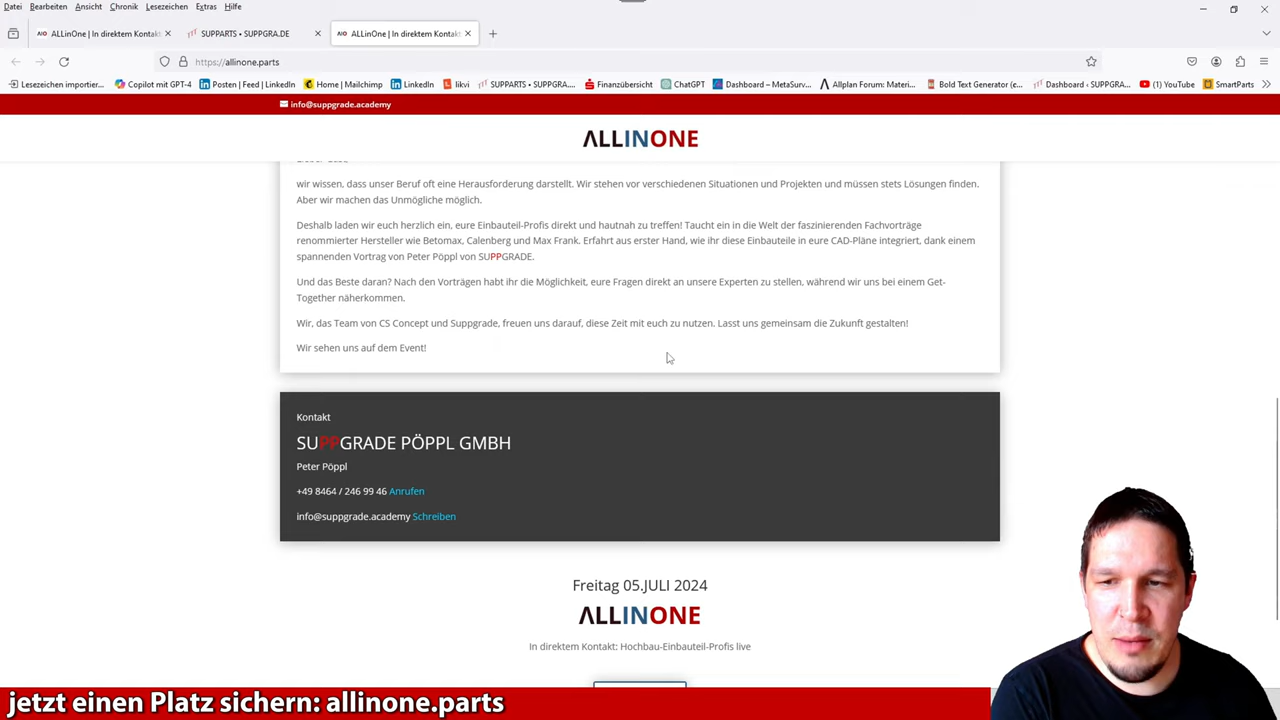 Datei Bearbeiten Ansicht Chronik Lesezeichen Extras Hilfe
ALLinOne | In direktem Kontakt SUPPARTS • SUPPGRA.DE ALLinOne | In direktem Kontakt
https://allinone.parts
Lesezeichen importier... Copilot mit GPT-4 Posten | Feed | LinkedIn Home | Mailchimp LinkedIn likvi SUPPARTS • SUPPGRA.... Finanzübersicht ChatGPT Dashboard – MetaSurv... Allplan Forum: Materi... Bold Text Generator (e... Dashboard ‹ SUPPGRA... (1) YouTube SmartParts
info@suppgrade.academy
ALLINONE
wir wissen, dass unser Beruf oft eine Herausforderung darstellt. Wir stehen vor verschiedenen Situationen und Projekten und müssen stets Lösungen finden.
Aber wir machen das Unmögliche möglich.
Deshalb laden wir euch herzlich ein, eure Einbauteil-Profis direkt und hautnah zu treffen! Taucht ein in die Welt der faszinierenden Fachvorträge
renommierter Hersteller wie Betomax, Calenberg und Max Frank. Erfahrt aus erster Hand, wie ihr diese Einbauteile in eure CAD-Pläne integriert, dank einem
spannenden Vortrag von Peter Pöppl von SUPPGRADE.
Und das Beste daran? Nach den Vorträgen habt ihr die Möglichkeit, eure Fragen direkt an unsere Experten zu stellen, während wir uns bei einem Get-
Together näherkommen.
Wir, das Team von CS Concept und Suppgrade, freuen uns darauf, diese Zeit mit euch zu nutzen. Lasst uns gemeinsam die Zukunft gestalten!
Wir sehen uns auf dem Event!
Kontakt
SUPPGRADE PÖPPL GMBH
Peter Pöppl
+49 8464 / 246 99 46 Anrufen
info@suppgrade.academy Schreiben
Freitag 05.JULI 2024
ALLINONE
In direktem Kontakt: Hochbau-Einbauteil-Profis live
jetzt einen Platz sichern: allinone.parts